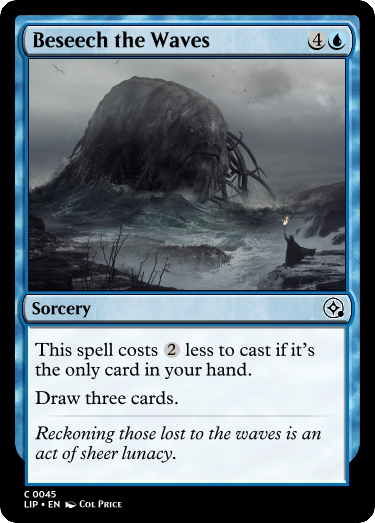 Beseech the Waves 4
Sorcery
This spell costs 2 less to cast if it's
the only card in your hand.
Draw three cards.
Reckoning those lost to the waves is an
act of sheer lunacy.
C 0045
LIP • EN Col Price